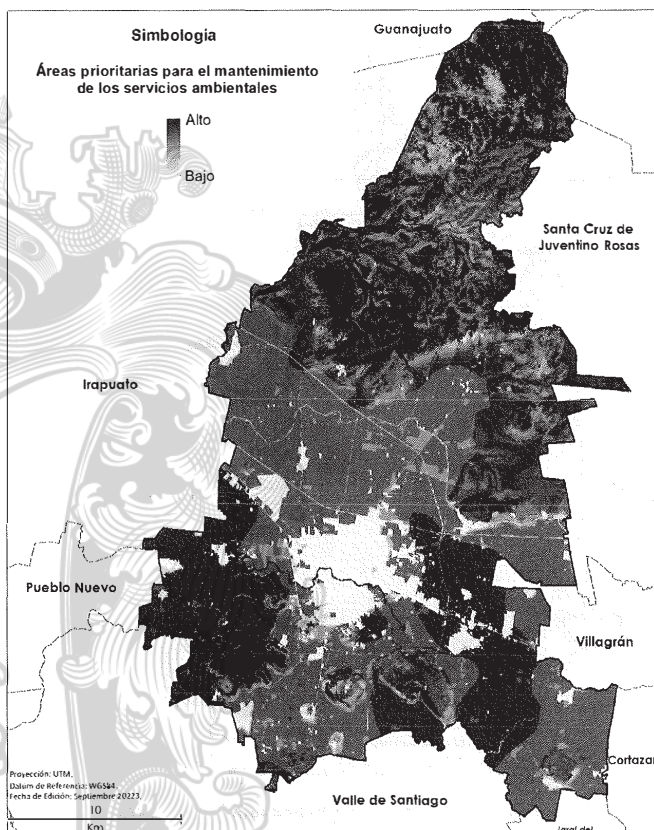 Simbología
Áreas prioritarias para el mantenimiento
de los servicios ambientales
Alto
Bajo
Guanajuato
Santa Cruz de
Juventino Rosas
Irapuato
Pueblo Nuevo
Villagrán
Cortazar
Valle de Santiago
Proyección: UTM.
Datum de Referencia: WGS84.
Fecha de Edición: Septiembre 20223.
10
Km
Jaral del